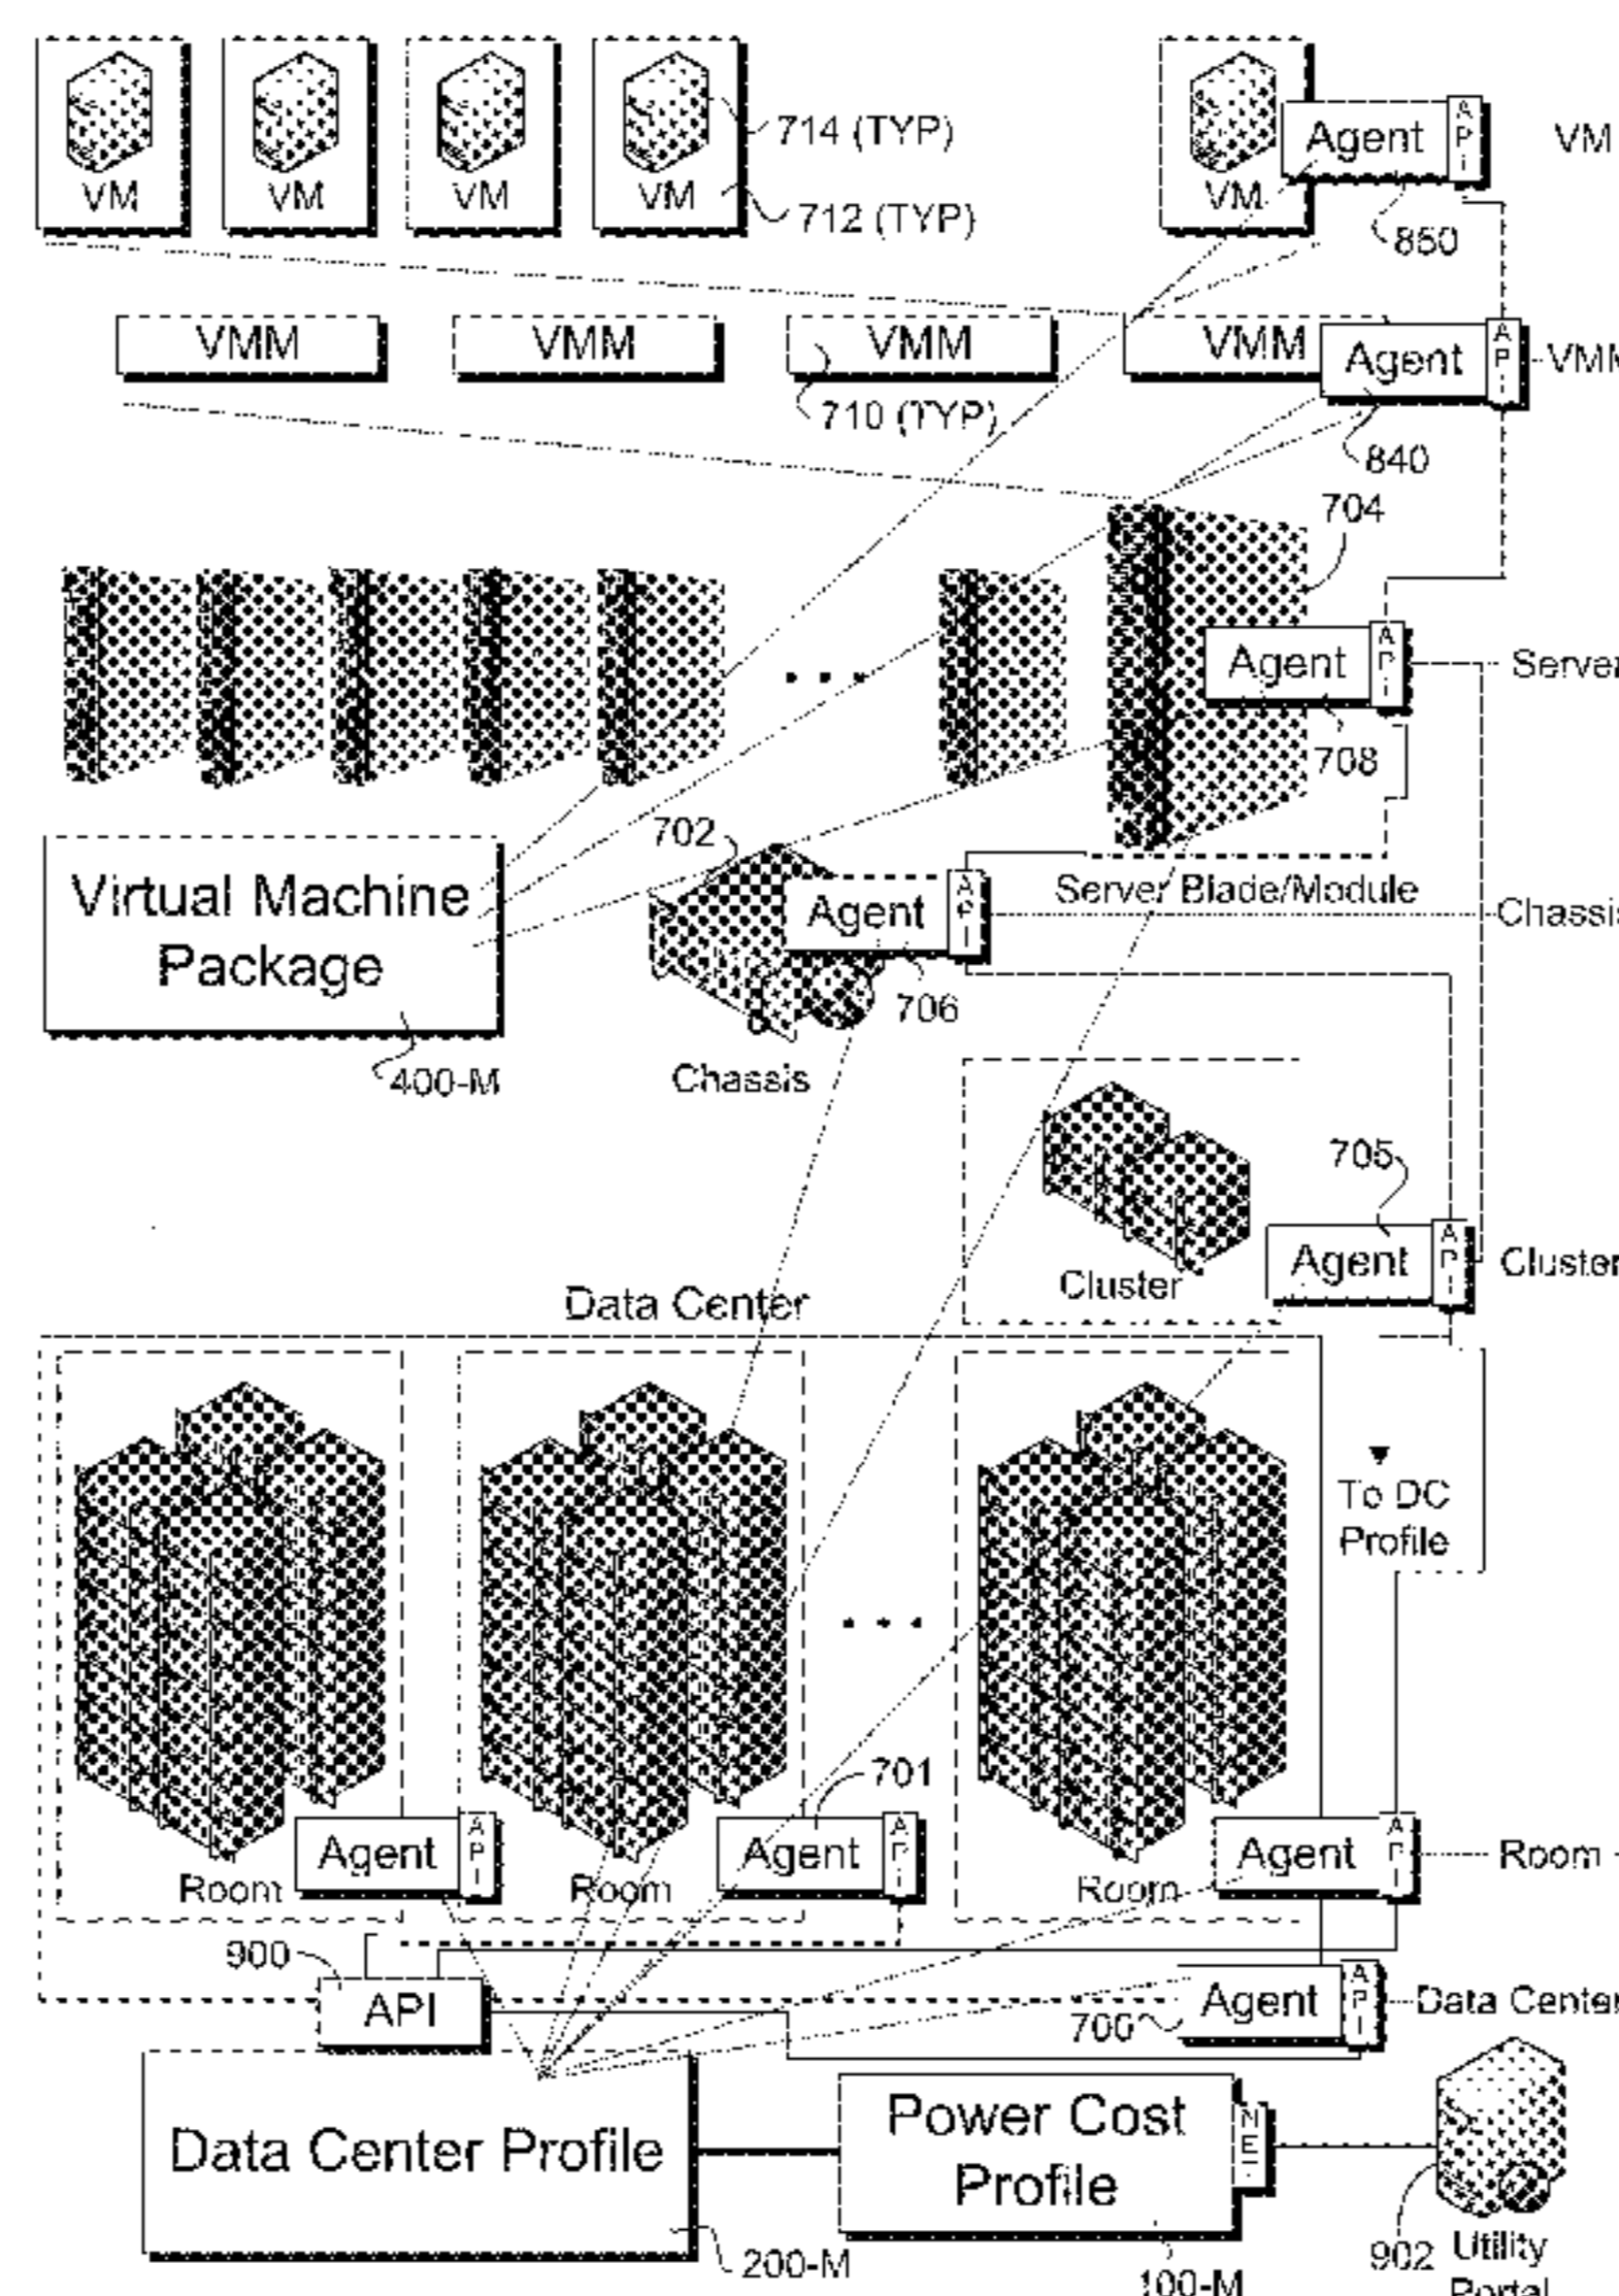 VM
VM
VM
VM
VM
Agent
API
VM
714 (TYP)
712 (TYP)
850
VMM
VMM
VMM
VMM
Agent
API
VMM
710 (TYP)
840
704
Agent
API
Server
708
702
Virtual Machine
Package
Agent
API
Server Blade/Module
Chassis
706
400-M
Chassis
705
Agent
API
Cluster
Cluster
Data Center
To DC
Profile
701
Agent
API
Agent
API
Agent
API
Room
Room
Room
Room
900
API
Agent
API
Data Center
700
Data Center Profile
Power Cost
Profile
NET
200-M
100-M
902
Utility
Portal